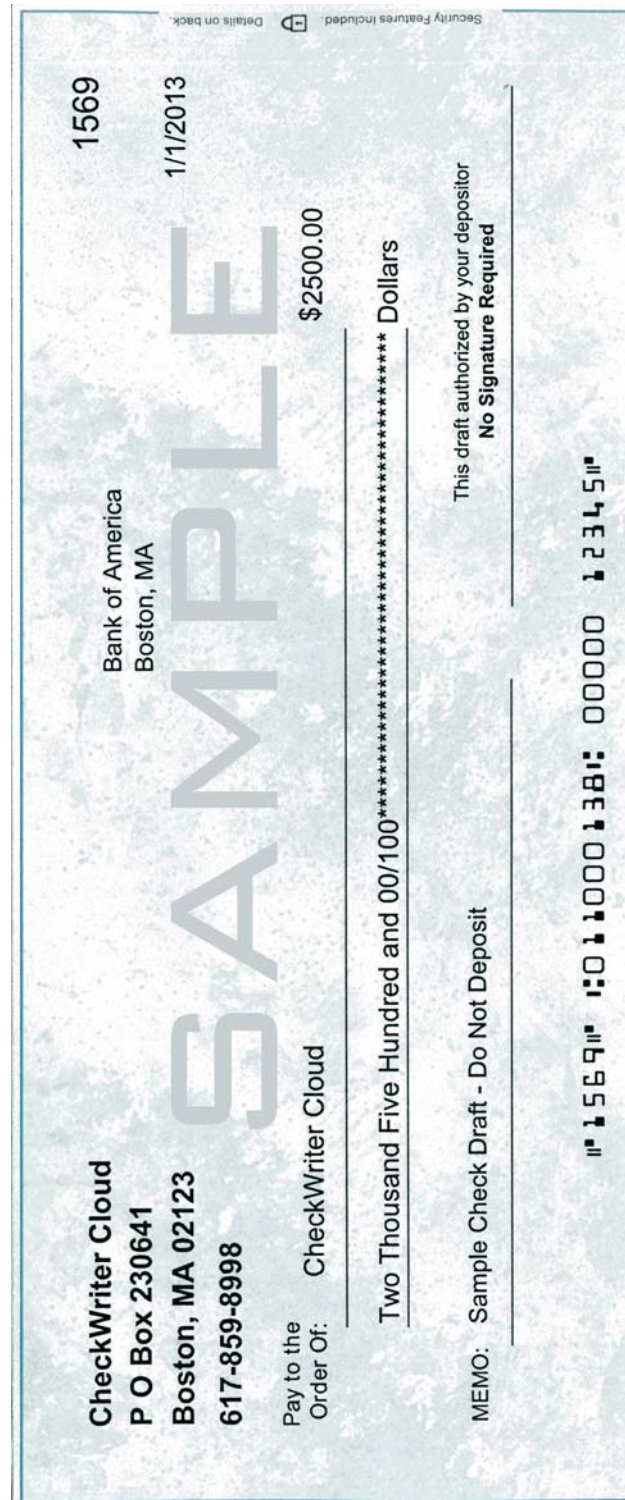 Security Features Included. Details on back.
CheckWriter Cloud
P O Box 230641
Boston, MA 02123
617-859-8998
Bank of America
Boston, MA
1569
1/1/2013
SAMPLE
Pay to the
Order Of: CheckWriter Cloud $2500.00
Two Thousand Five Hundred and 00/100************************************************************ Dollars
This draft authorized by your depositor
No Signature Required
MEMO: Sample Check Draft - Do Not Deposit
⑈1569⑈ ⑆011000138⑆ 00000 12345⑈